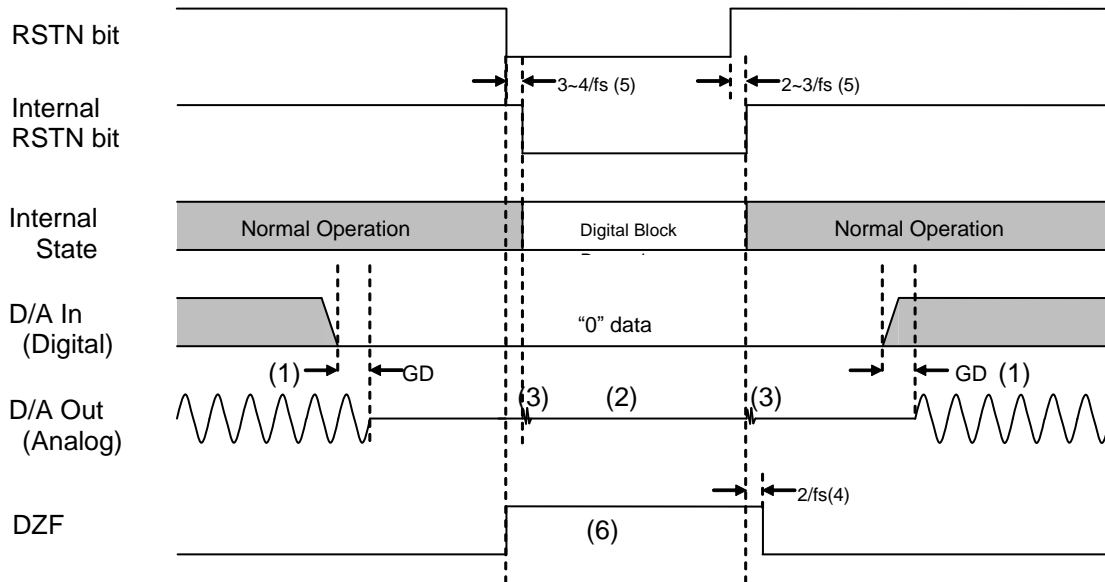 RSTN bit
3~4/fs (5)
2~3/fs (5)
Internal
RSTN bit
Internal
State
Normal Operation
Digital Block
Normal Operation
D/A In
(Digital)
“0” data
(1)
GD
GD
(1)
D/A Out
(Analog)
(3)
(2)
(3)
2/fs(4)
DZF
(6)